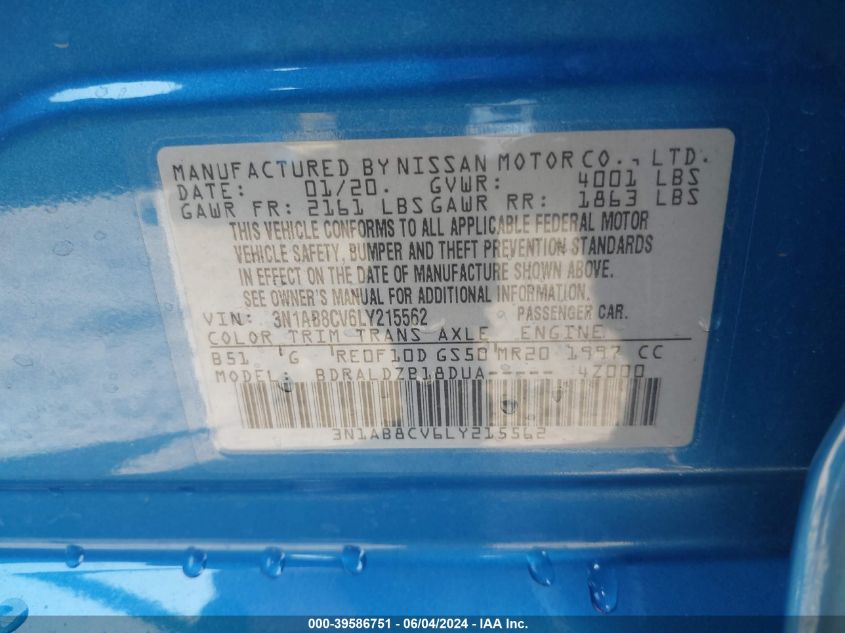 MANUFACTURED BY NISSAN MOTOR CO., LTD.
DATE: 01/20. GVWR: 4001 LBS
GAWR FR: 2161 LBS GAWR RR: 1863 LBS
THIS VEHICLE CONFORMS TO ALL APPLICABLE FEDERAL MOTOR
VEHICLE SAFETY, BUMPER AND THEFT PREVENTION STANDARDS
IN EFFECT ON THE DATE OF MANUFACTURE SHOWN ABOVE.
SEE OWNER'S MANUAL FOR ADDITIONAL INFORMATION.
VIN: 3N1AB8CV6LY215562 PASSENGER CAR.
COLOR TRIM TRANS AXLE ENGINE
B51 G RE0F10D GS50 MR20 1997 CC
MODEL: BDRALDZB18DUA----- 4Z000
3N1AB8CV6LY215562
000-39586751 - 06/04/2024 - IAA Inc.